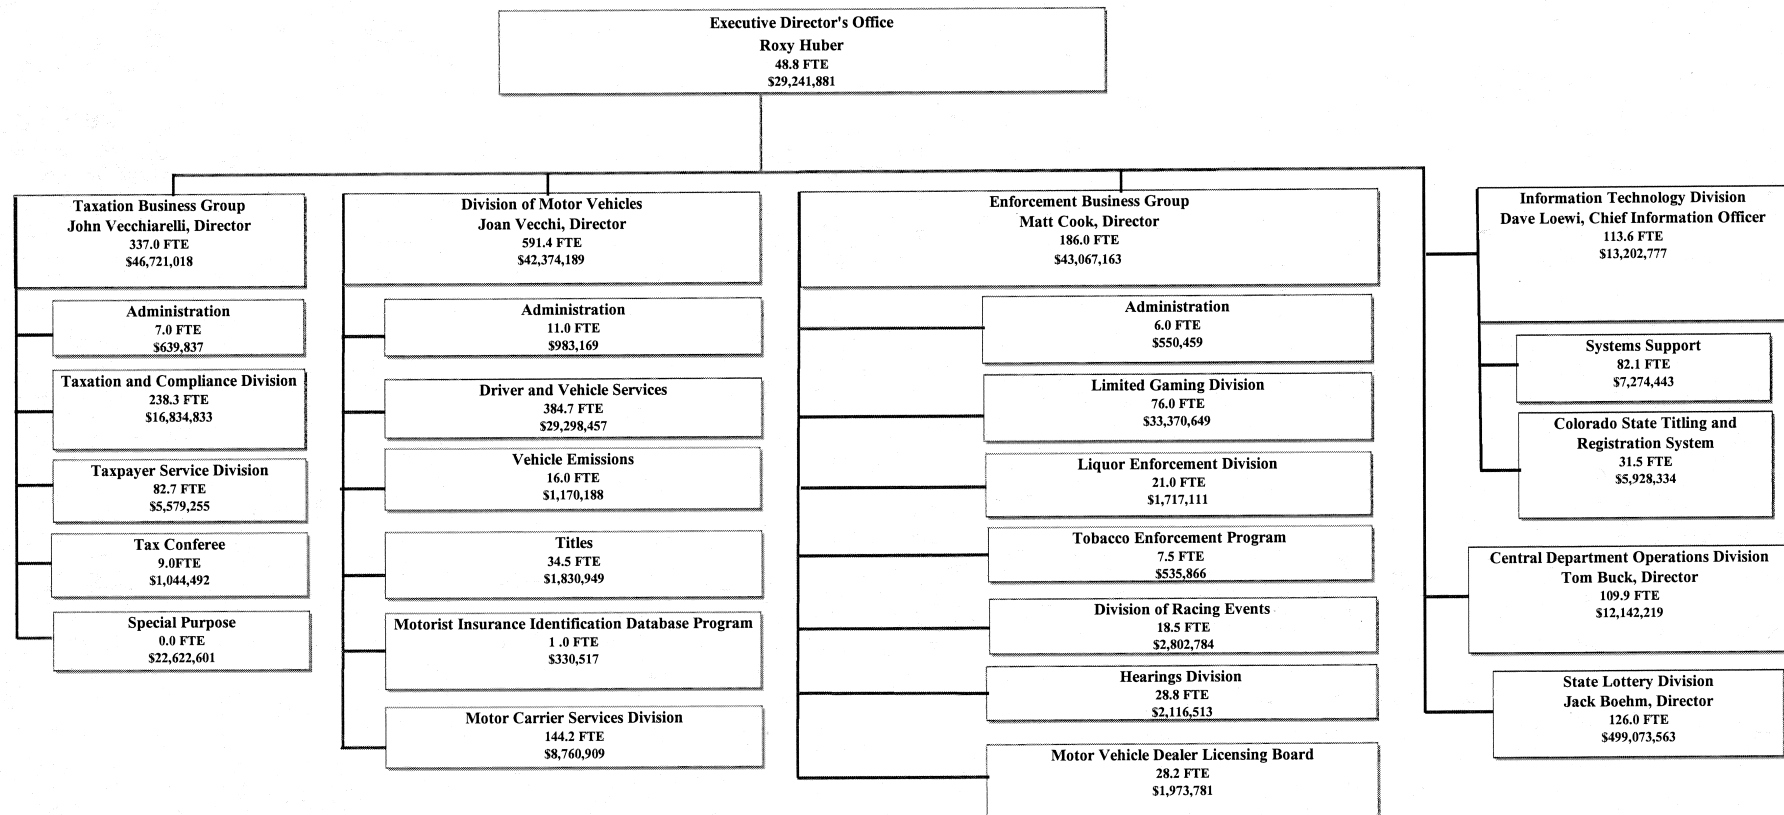 Executive Director's Office
Roxy Huber
48.8 FTE
$29,241,881
Taxation Business Group
John Vecchiarelli, Director
337.0 FTE
$46,721,018
Administration
7.0 FTE
$639,837
Taxation and Compliance Division
238.3 FTE
$16,834,833
Taxpayer Service Division
82.7 FTE
$5,579,255
Tax Conferee
9.0FTE
$1,044,492
Special Purpose
0.0 FTE
$22,622,601
Division of Motor Vehicles
Joan Vecchi, Director
591.4 FTE
$42,374,189
Administration
11.0 FTE
$983,169
Driver and Vehicle Services
384.7 FTE
$29,298,457
Vehicle Emissions
16.0 FTE
$1,170,188
Titles
34.5 FTE
$1,830,949
Motorist Insurance Identification Database Program
1 .0 FTE
$330,517
Motor Carrier Services Division
144.2 FTE
$8,760,909
Enforcement Business Group
Matt Cook, Director
186.0 FTE
$43,067,163
Administration
6.0 FTE
$550,459
Limited Gaming Division
76.0 FTE
$33,370,649
Liquor Enforcement Division
21.0 FTE
$1,717,111
Tobacco Enforcement Program
7.5 FTE
$535,866
Division of Racing Events
18.5 FTE
$2,802,784
Hearings Division
28.8 FTE
$2,116,513
Motor Vehicle Dealer Licensing Board
28.2 FTE
$1,973,781
Information Technology Division
Dave Loewi, Chief Information Officer
113.6 FTE
$13,202,777
Systems Support
82.1 FTE
$7,274,443
Colorado State Titling and
Registration System
31.5 FTE
$5,928,334
Central Department Operations Division
Tom Buck, Director
109.9 FTE
$12,142,219
State Lottery Division
Jack Boehm, Director
126.0 FTE
$499,073,563